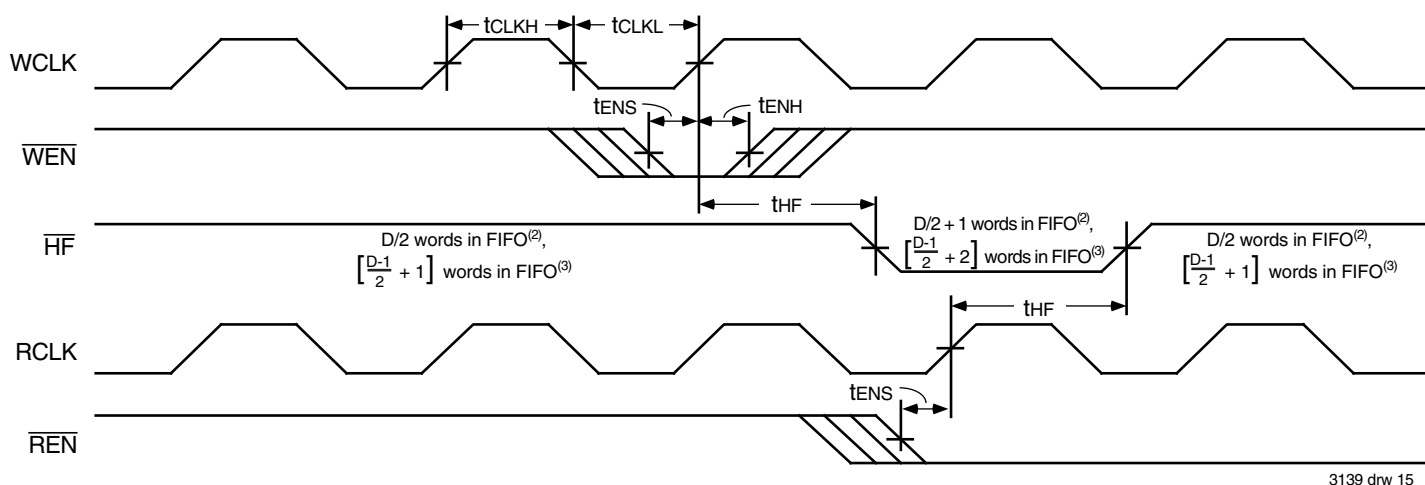 tCLKH
tCLKL
WCLK
tENS
tENH
WEN
tHF
HF
D/2 words in FIFO(2),
[D-1/2 + 1] words in FIFO(3)
D/2 + 1 words in FIFO(2),
[D-1/2 + 2] words in FIFO(3)
D/2 words in FIFO(2),
[D-1/2 + 1] words in FIFO(3)
tHF
RCLK
tENS
REN
3139 drw 15